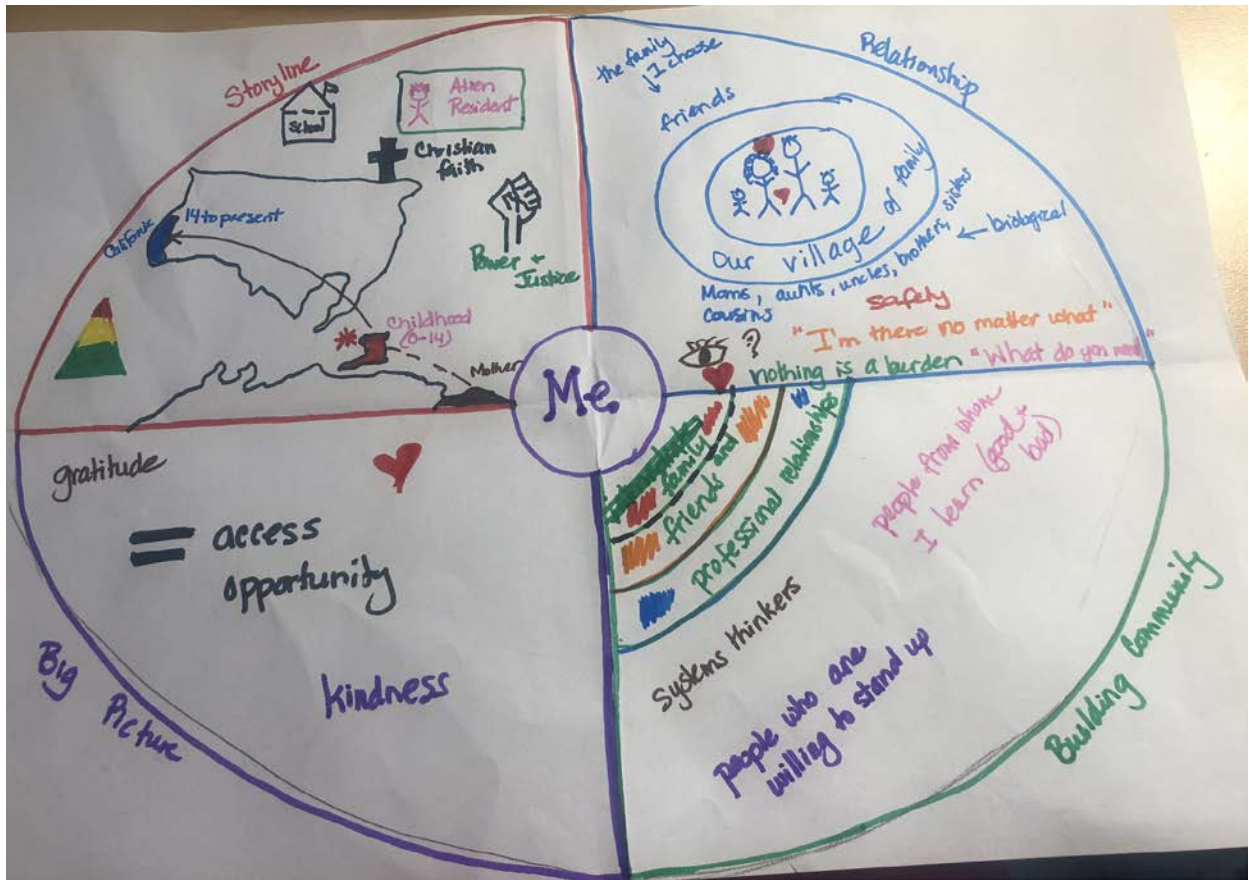 Storyline
School
Alien
Resident
Christian
faith
California
14 to present
Power +
Justice
Childhood
(0-14)
Mother
Me
Relationship
the family
I choose
friends
Our village of family
Moms, aunts, uncles, brothers, sisters
cousins
biological
safety
"I'm there no matter what"
?
nothing is a burden "What do you need"
gratitude
= access
opportunity
kindness
Big Picture
family
friends and
professional relationships
people from whom
I learn (good +
bad)
Systems thinkers
people who are
willing to stand up
Building Community